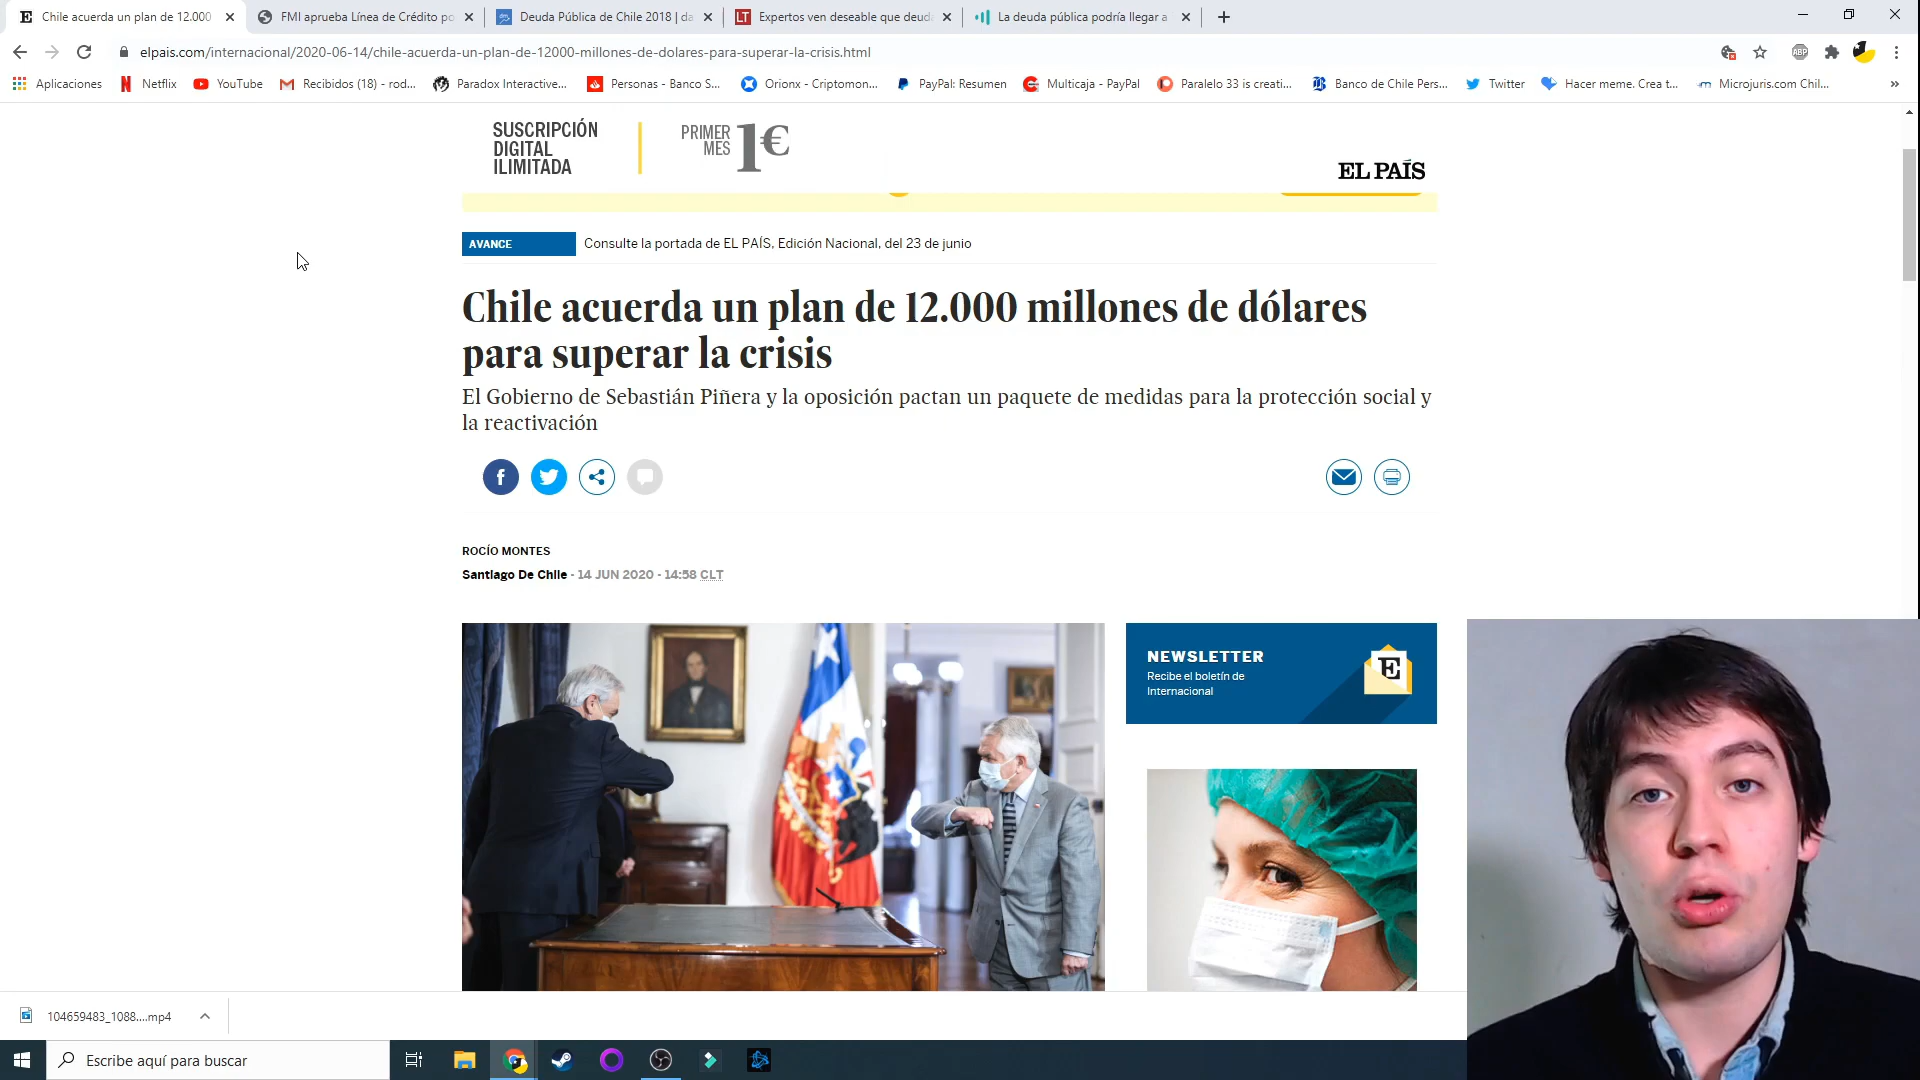 Chile acuerda un plan de 12.000
FMI aprueba Línea de Crédito po
Deuda Pública de Chile 2018 | da
Expertos ven deseable que deuda
La deuda pública podría llegar a
elpais.com/internacional/2020-06-14/chile-acuerda-un-plan-de-12000-millones-de-dolares-para-superar-la-crisis.html
Aplicaciones
Netflix
YouTube
Recibidos (18) - rod...
Paradox Interactive...
Personas - Banco S...
Orionx - Criptomon...
PayPal: Resumen
Multicaja - PayPal
Paralelo 33 is creati...
Banco de Chile Pers...
Twitter
Hacer meme. Crea t...
Microjuris.com Chil...
SUSCRIPCIÓN
DIGITAL
ILIMITADA
PRIMER
MES
1€
EL PAÍS
AVANCE
Consulte la portada de EL PAÍS, Edición Nacional, del 23 de junio
Chile acuerda un plan de 12.000 millones de dólares
para superar la crisis
El Gobierno de Sebastián Piñera y la oposición pactan un paquete de medidas para la protección social y
la reactivación
ROCÍO MONTES
Santiago De Chile - 14 JUN 2020 - 14:58 CLT
NEWSLETTER
Recibe el boletín de
Internacional
104659483_1088....mp4
Escribe aquí para buscar